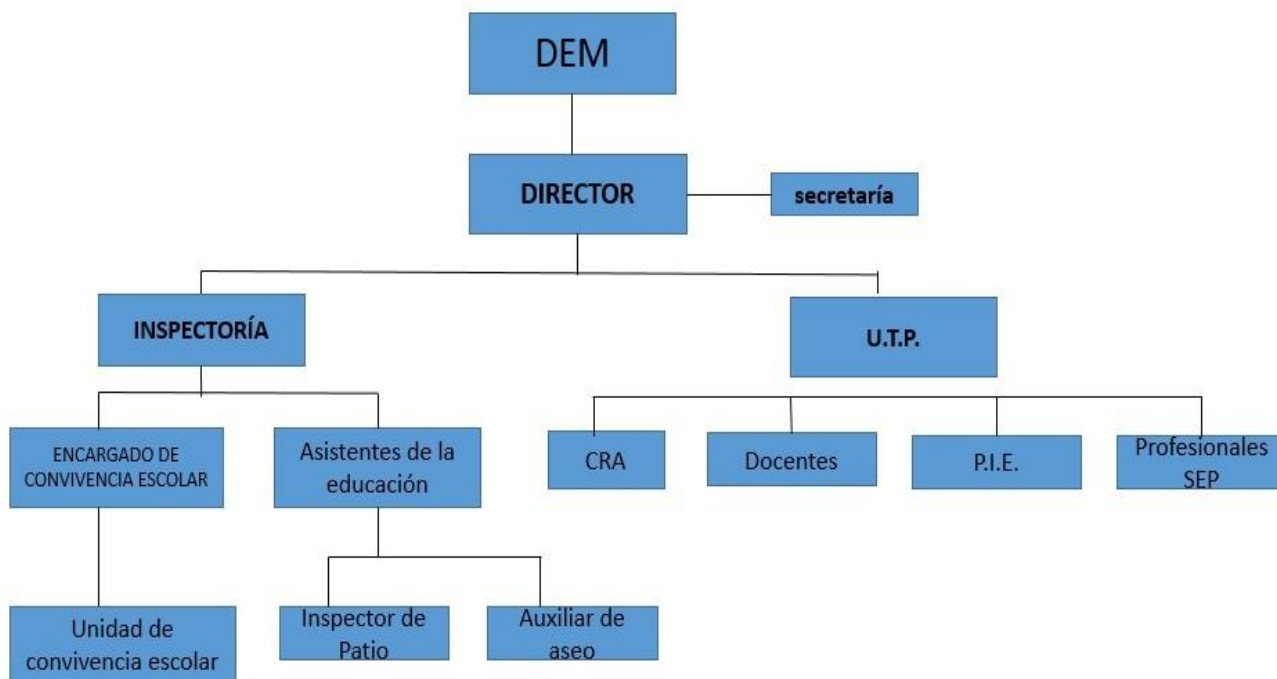 DEM
DIRECTOR
secretaría
INSPECTORÍA
U.T.P.
ENCARGADO DE
CONVIVENCIA ESCOLAR
Asistentes de la
educación
CRA
Docentes
P.I.E.
Profesionales
SEP
Unidad de
convivencia escolar
Inspector de
Patio
Auxiliar de
aseo